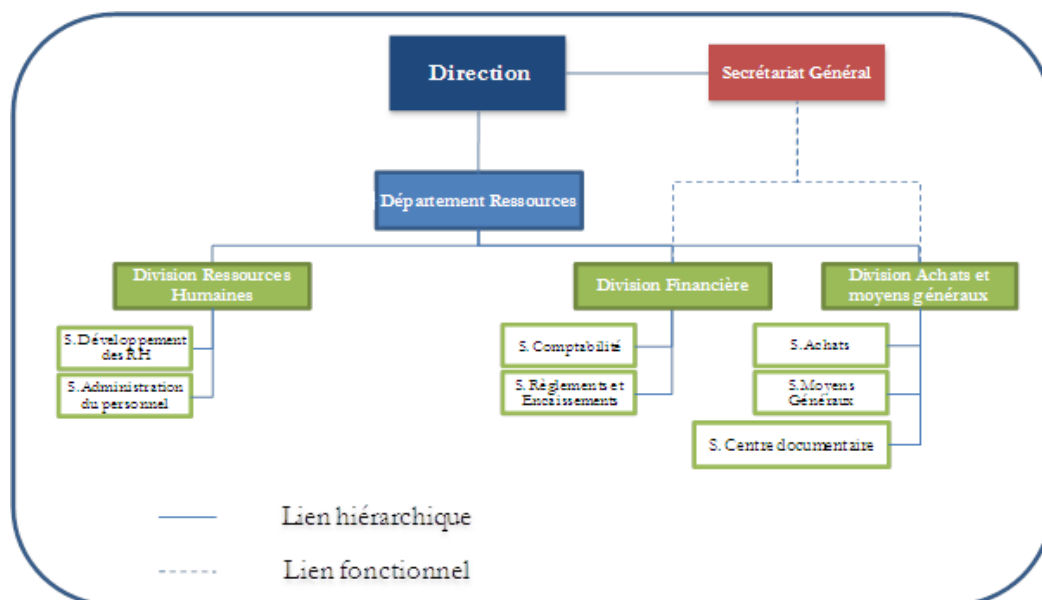 Direction
Secrétariat Général
Département Ressources
Division Ressources
Humaines
Division Financière
Division Achats et
moyens généraux
S. Développement
des RH
S. Administration
du personnel
S. Comptabilité
S. Règlements et
Encaissements
S. Achats
S. Moyens
Généraux
S. Centre documentaire
Lien hiérarchique
Lien fonctionnel